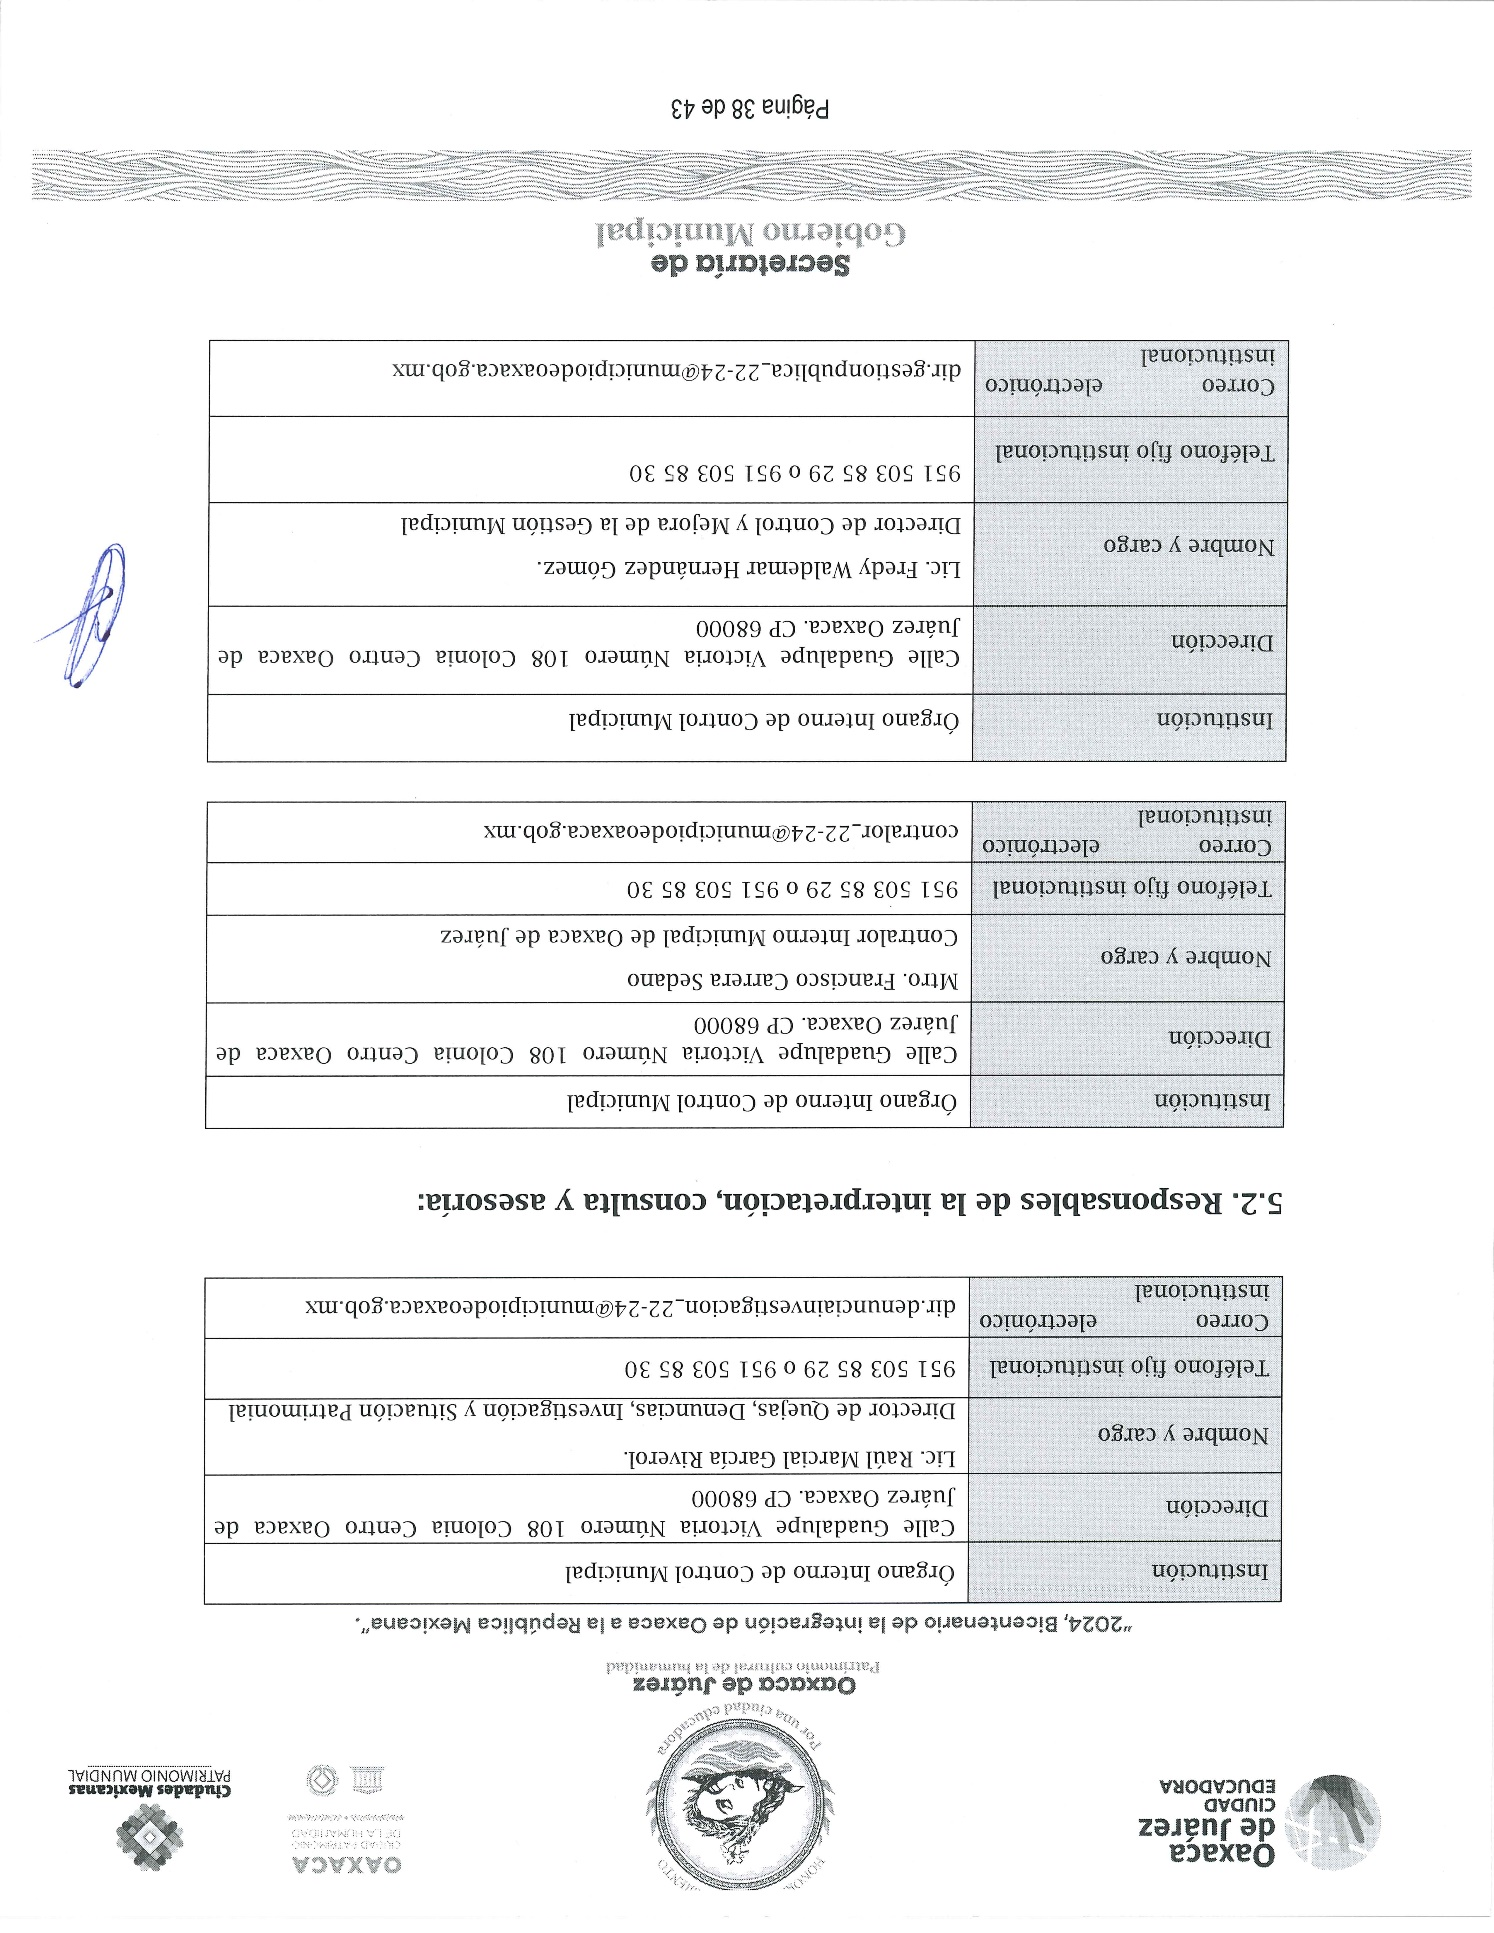 Oaxaca
de Juárez
CIUDAD
EDUCADORA
Por una ciudad educadora
Oaxaca de Juárez
Patrimonio cultural de la humanidad
OAXACA
Ciudades Mexicanas
PATRIMONIO MUNDIAL
"2024, Bicentenario de la integración de Oaxaca a la República Mexicana".
Institución
Órgano Interno de Control Municipal
Dirección
Calle Guadalupe Victoria Número 108 Colonia Centro Oaxaca de
Juárez Oaxaca. CP 68000
Nombre y cargo
Lic. Raúl Marcial García Riverol.
Director de Quejas, Denuncias, Investigación y Situación Patrimonial
Teléfono fijo institucional
951 503 85 29 o 951 503 85 30
Correo electrónico
institucional
dir.denunciainvestigacion_22-24@municipiodeoaxaca.gob.mx
5.2. Responsables de la interpretación, consulta y asesoría:
Institución
Órgano Interno de Control Municipal
Dirección
Calle Guadalupe Victoria Número 108 Colonia Centro Oaxaca de
Juárez Oaxaca. CP 68000
Nombre y cargo
Mtro. Francisco Carrera Sedano
Contralor Interno Municipal de Oaxaca de Juárez
Teléfono fijo institucional
951 503 85 29 o 951 503 85 30
Correo electrónico
institucional
contralor_22-24@municipiodeoaxaca.gob.mx
Institución
Órgano Interno de Control Municipal
Dirección
Calle Guadalupe Victoria Número 108 Colonia Centro Oaxaca de
Juárez Oaxaca. CP 68000
Nombre y cargo
Lic. Fredy Waldemar Hernández Gómez.
Director de Control y Mejora de la Gestión Municipal
Teléfono fijo institucional
951 503 85 29 o 951 503 85 30
Correo electrónico
institucional
dir.gestionpublica_22-24@municipiodeoaxaca.gob.mx
Secretaría de
Gobierno Municipal
Página 38 de 43